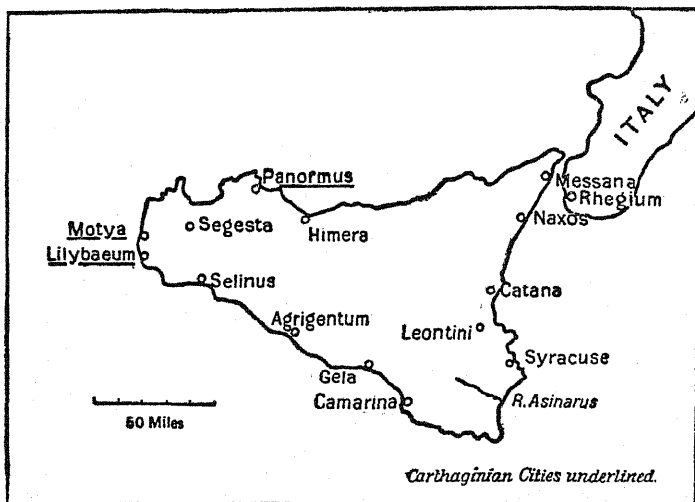 ITALY
Panormus
Messana
Rhegium
Segesta
Himera
Naxos
Motya
Lilybaeum
Selinus
Catana
Agrigentum
Leontini
Syracuse
Gela
Camarina
R. Asinarus
50 Miles
Carthaginian Cities underlined.